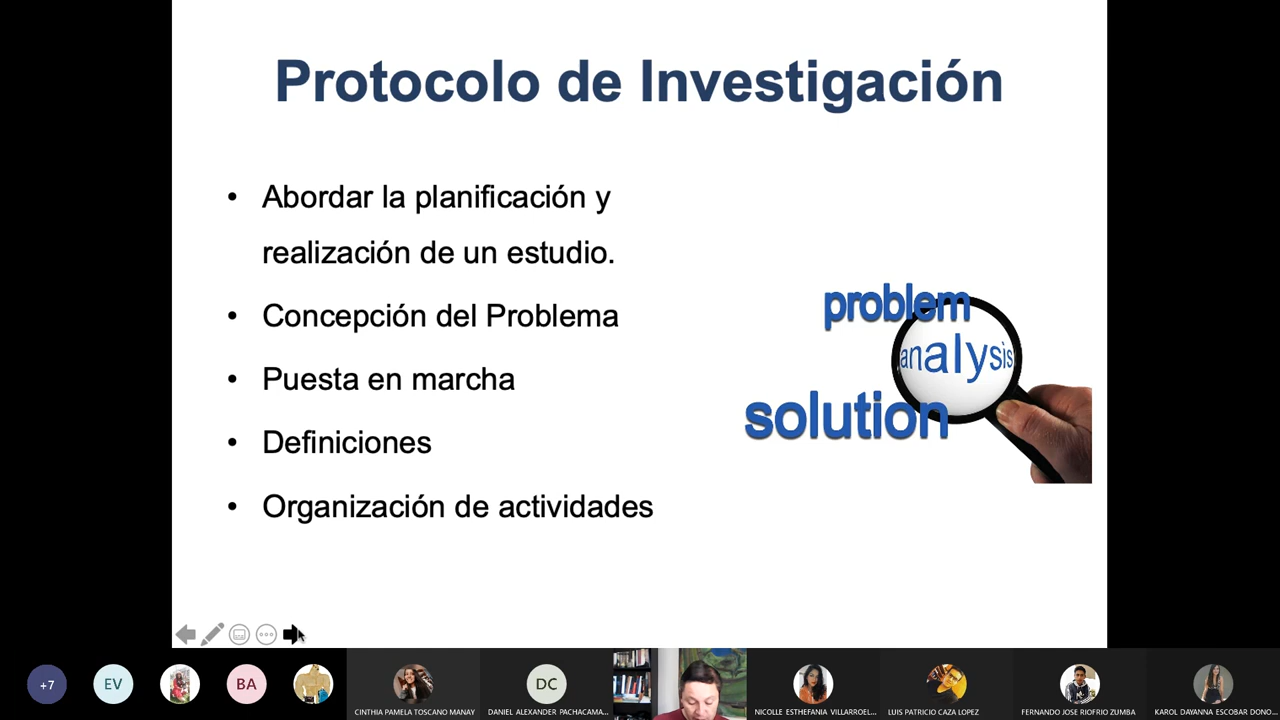 Protocolo de Investigación
• Abordar la planificación y
realización de un estudio.
• Concepción del Problema
• Puesta en marcha
• Definiciones
• Organización de actividades
problem
analysis
solution
+7
EV
BA
CINTHIA PAMELA TOSCANO MANAY
DC
DANIEL ALEXANDER PACHACAMA...
NICOLLE ESTHEFANIA VILLARROEL...
LUIS PATRICIO CAZA LOPEZ
FERNANDO JOSE RIOFRIO ZUMBA
KAROL DAYANNA ESCOBAR DONO...